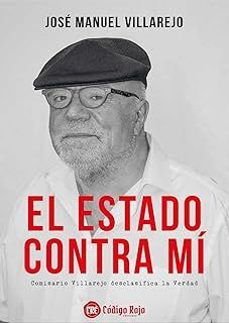 JOSÉ MANUEL VILLAREJO
EL ESTADO
CONTRA MÍ
Comisario Villarejo desclasifica la Verdad
Código Rojo